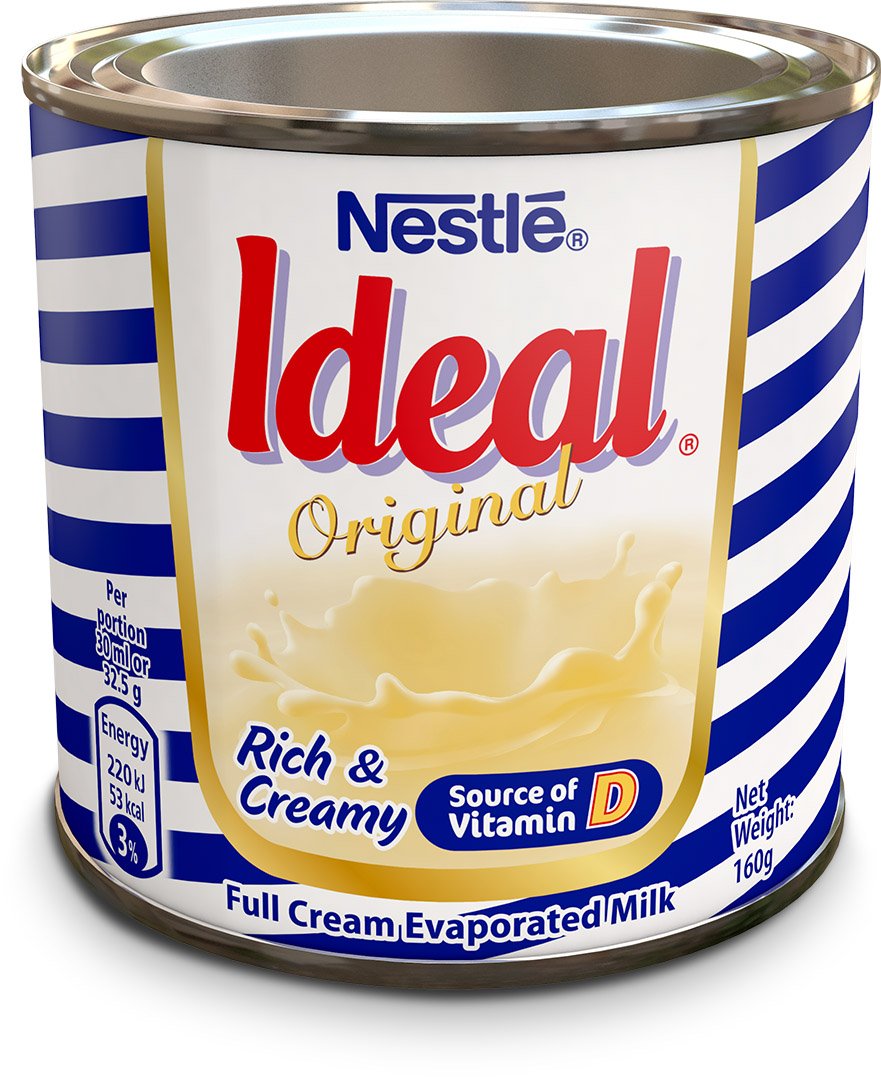 Nestlé®
Ideal®
Original
Per
portion
30 ml or
32.5 g
Energy
220 kJ
53 kcal
3%
Rich &
Creamy
Source of
Vitamin D
Net
Weight:
160g
Full Cream Evaporated Milk